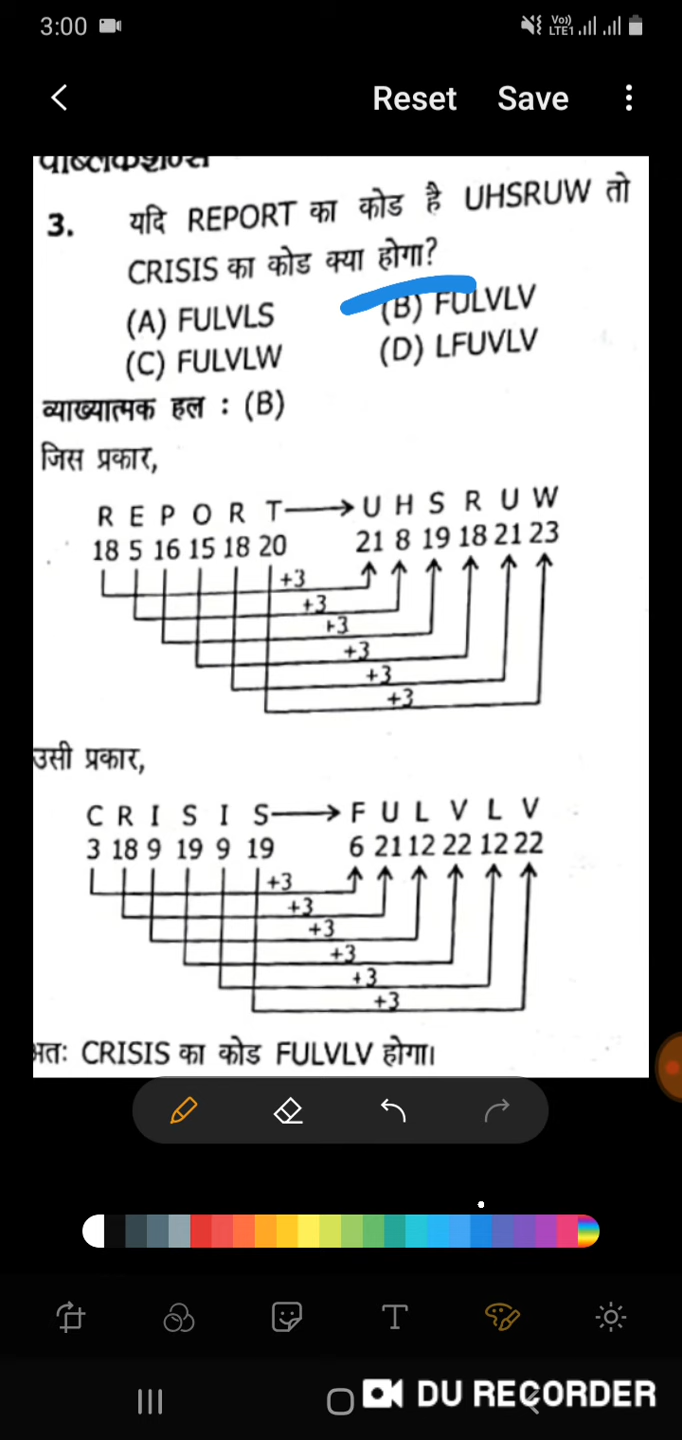 3:00
Vo))
LTE1
Reset Save
पाब्लिकेशन्स
3. यदि REPORT का कोड है UHSRUW तो
CRISIS का कोड क्या होगा?
(A) FULVLS (B) FULVLV
(C) FULVLW (D) LFUVLV
व्याख्यात्मक हल : (B)
जिस प्रकार,
R E P O R T U H S R U W
18 5 16 15 18 20 21 8 19 18 21 23
+3
+3
+3
+3
+3
+3
उसी प्रकार,
C R I S I S F U L V L V
3 18 9 19 9 19 6 21 12 22 12 22
+3
+3
+3
+3
+3
+3
अतः CRISIS का कोड FULVLV होगा।
T
DU RECORDER